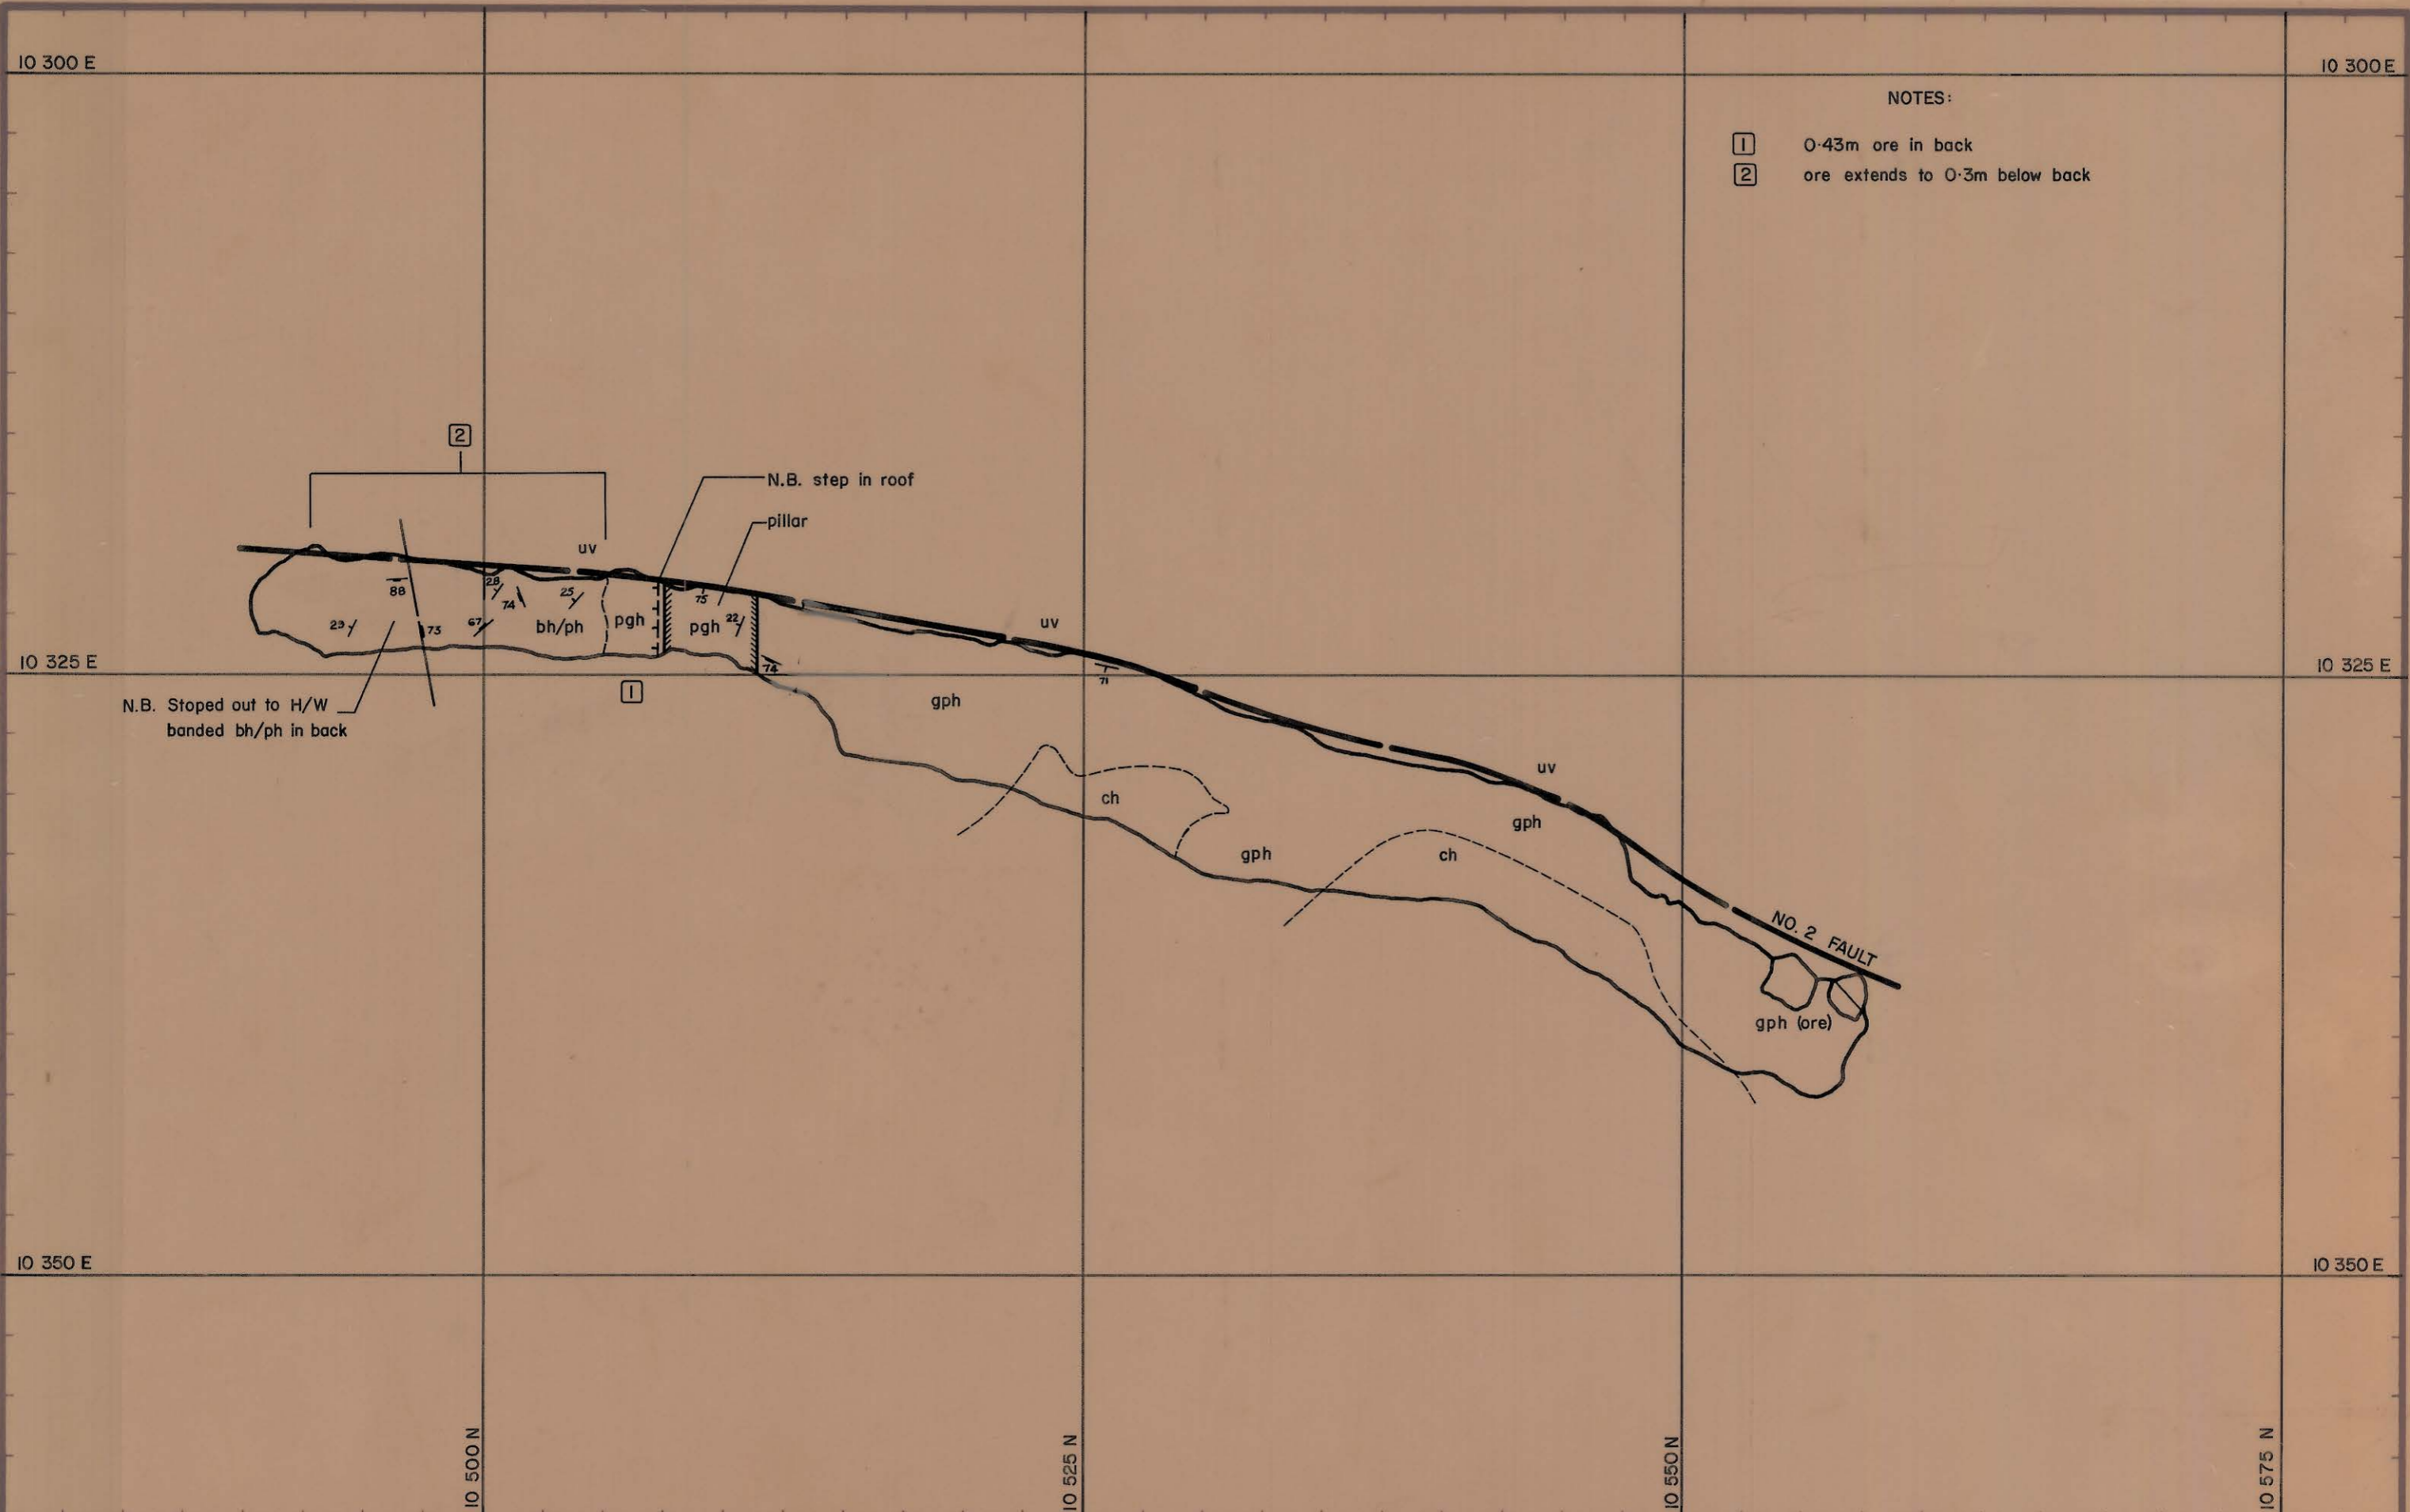 10 300 E
10 300 E
NOTES:
1 0·43m ore in back
2 ore extends to 0·3m below back
2
N.B. step in roof
pillar
uv
88
28
74
25
75
23
73
67
bh/ph
pgh
pgh
22
uv
74
10 325 E
71
10 325 E
1
N.B. Stoped out to H/W
banded bh/ph in back
gph
uv
ch
gph
gph
ch
NO. 2 FAULT
gph (ore)
10 350 E
10 350 E
10 500 N
10 525 N
10 550 N
10 575 N